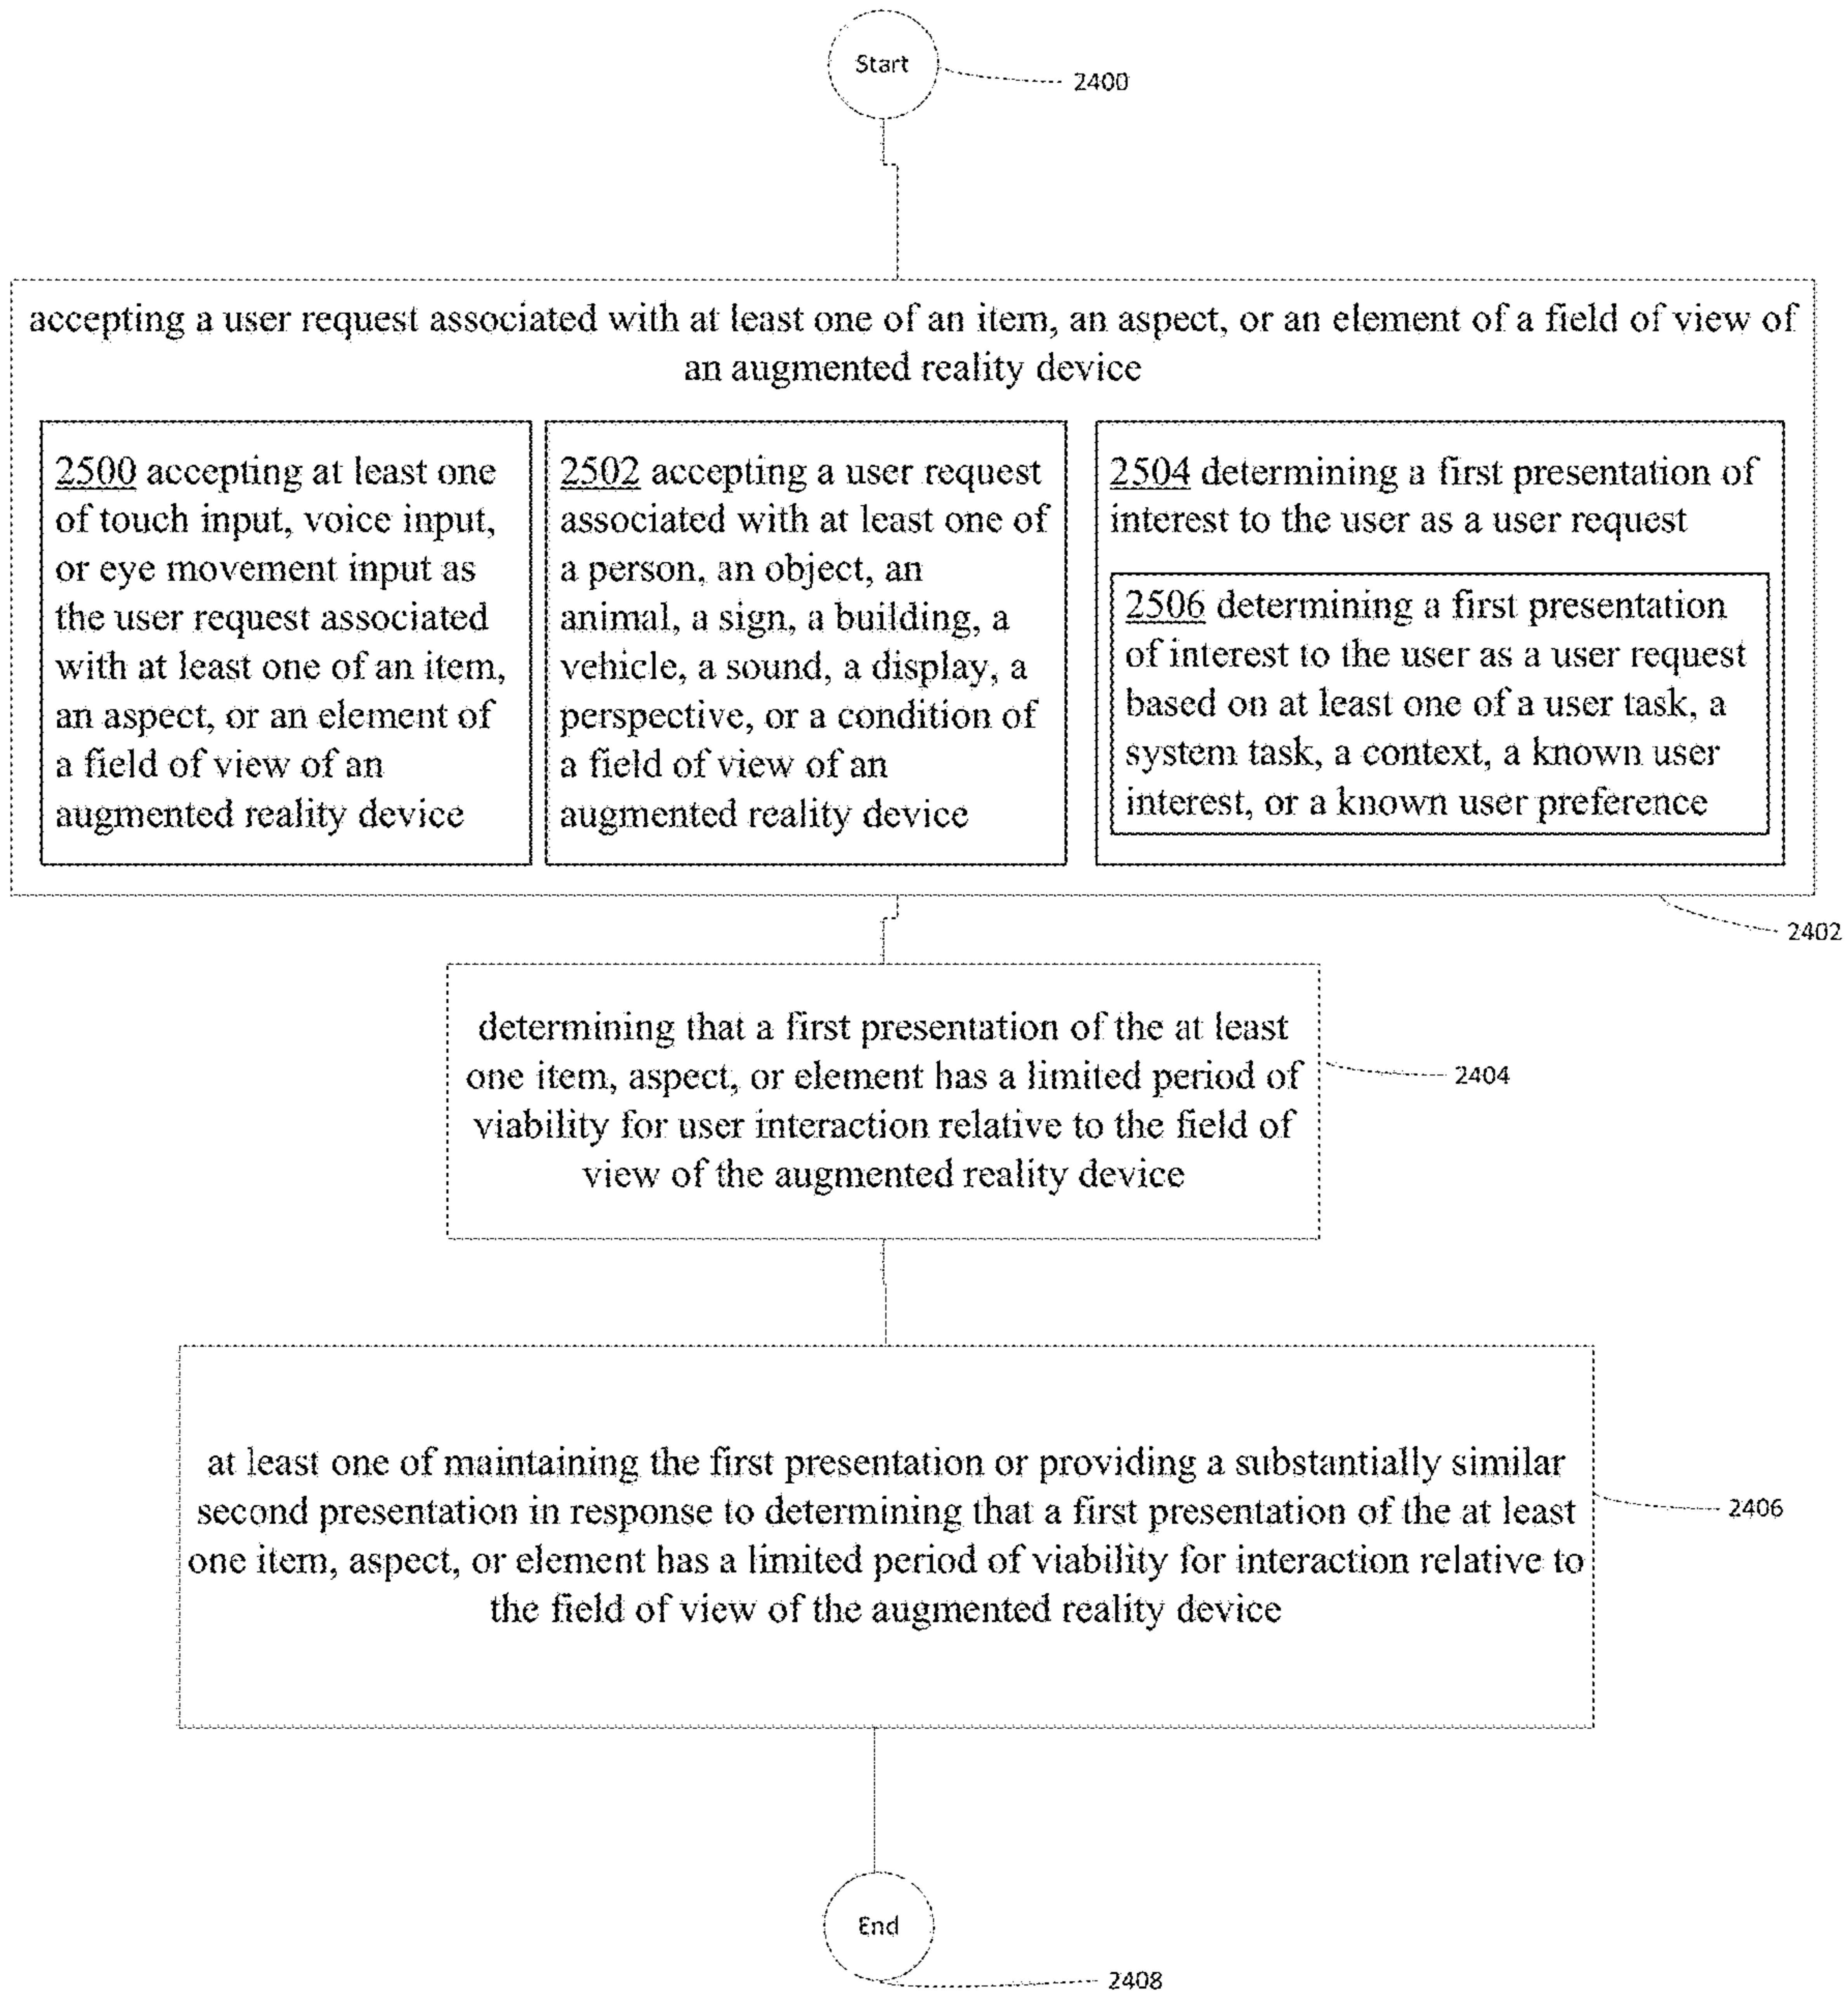 Start
2400
accepting a user request associated with at least one of an item, an aspect, or an element of a field of view of
an augmented reality device
2500 accepting at least one
of touch input, voice input,
or eye movement input as
the user request associated
with at least one of an item,
an aspect, or an element of
a field of view of an
augmented reality device
2502 accepting a user request
associated with at least one of
a person, an object, an
animal, a sign, a building, a
vehicle, a sound, a display, a
perspective, or a condition of
a field of view of an
augmented reality device
2504 determining a first presentation of
interest to the user as a user request
2506 determining a first presentation
of interest to the user as a user request
based on at least one of a user task, a
system task, a context, a known user
interest, or a known user preference
2402
determining that a first presentation of the at least
one item, aspect, or element has a limited period of
viability for user interaction relative to the field of
view of the augmented reality device
2404
at least one of maintaining the first presentation or providing a substantially similar
second presentation in response to determining that a first presentation of the at least
one item, aspect, or element has a limited period of viability for interaction relative to
the field of view of the augmented reality device
2406
End
2408